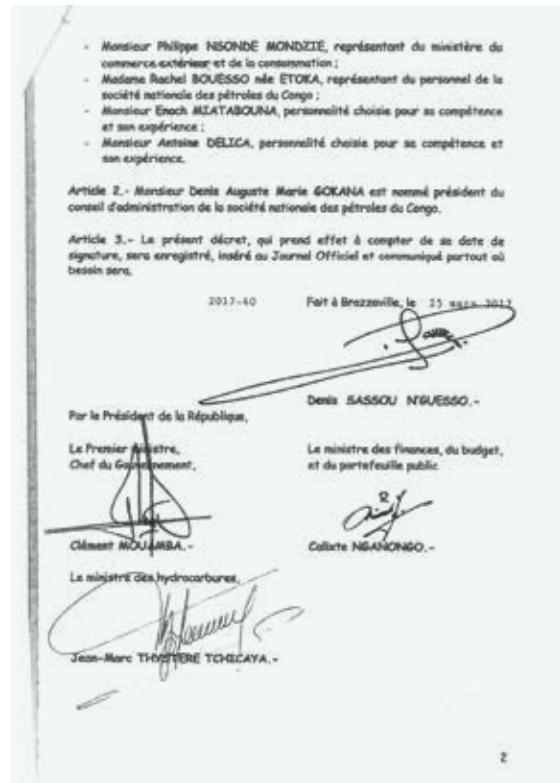 - Monsieur Philippe NSONDE MONDZIE, représentant du ministère du
commerce extérieur et de la consommation ;
- Madame Rachel BOUESSO née ETOKA, représentant du personnel de la
société nationale des pétroles du Congo ;
- Monsieur Enoch MIATABOUNA, personnalité choisie pour sa compétence
et son expérience ;
- Monsieur Antoine DELICA, personnalité choisie pour sa compétence et
son expérience.
Article 2.- Monsieur Denis Auguste Marie GOKANA est nommé président du
conseil d'administration de la société nationale des pétroles du Congo.
Article 3.- Le présent décret, qui prend effet à compter de sa date de
signature, sera enregistré, inséré au Journal Officiel et communiqué partout où
besoin sera.
2017-40 Fait à Brazzaville, le 25 mars 2017
Denis SASSOU N'GUESSO.-
Par le Président de la République,
Le Premier ministre,
Chef du Gouvernement,
Le ministre des finances, du budget,
et du portefeuille public
Clément MOUAMBA.-
Calixte NGANONGO.-
Le ministre des hydrocarbures,
Jean-Marc THYSTERE TCHICAYA.-
2